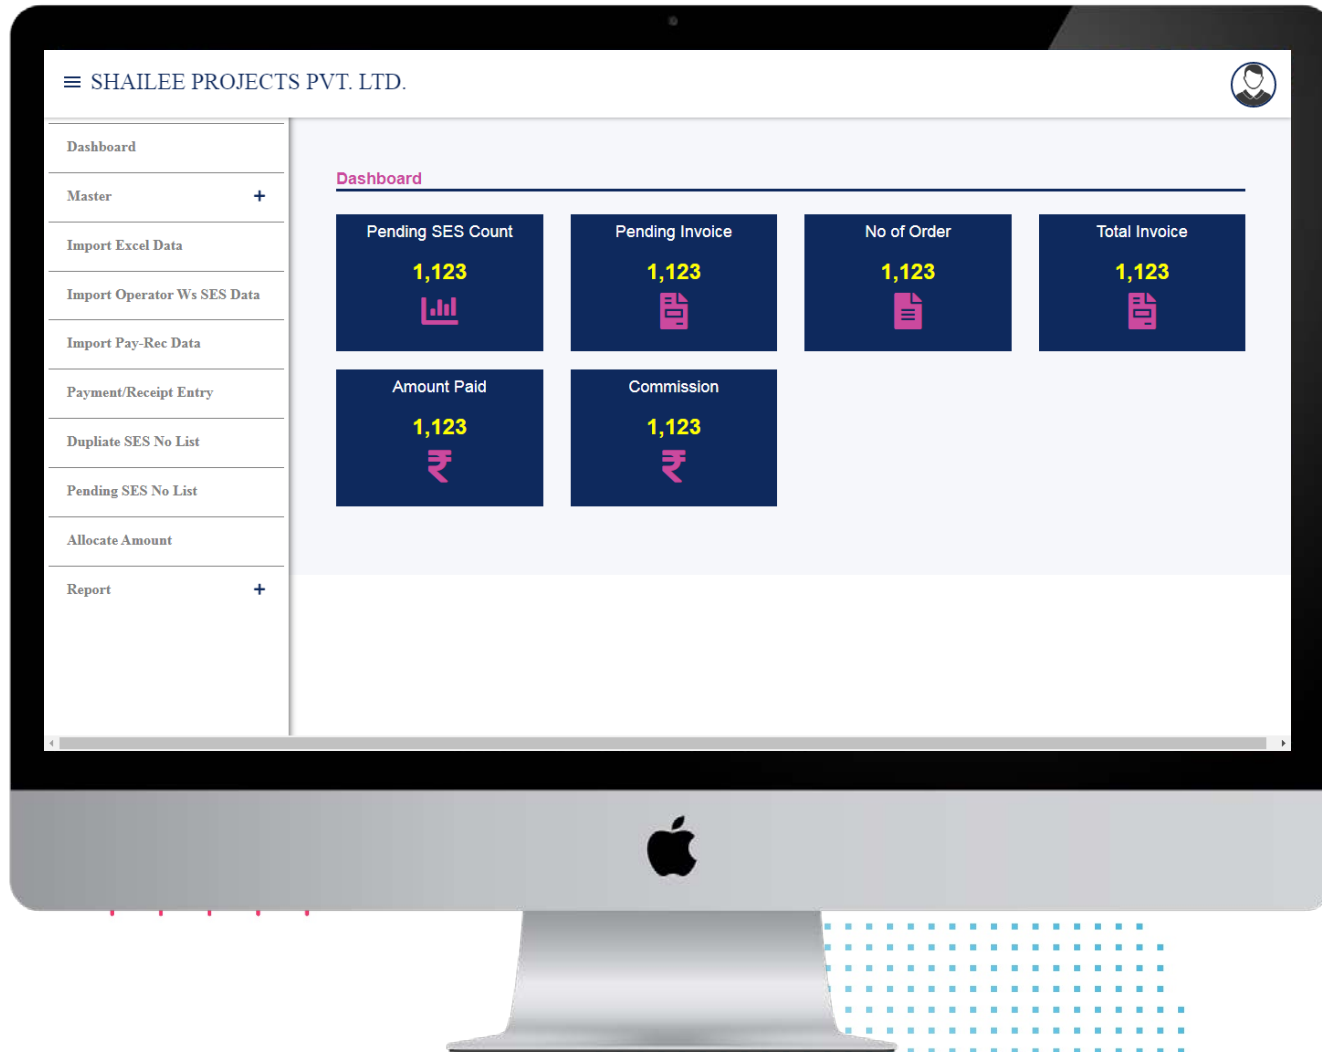 SHAILEE PROJECTS PVT. LTD.
Dashboard
Master +
Import Excel Data
Import Operator Ws SES Data
Import Pay-Rec Data
Payment/Receipt Entry
Dupliate SES No List
Pending SES No List
Allocate Amount
Report +
Dashboard
Pending SES Count
1,123
Pending Invoice
1,123
No of Order
1,123
Total Invoice
1,123
Amount Paid
1,123
₹
Commission
1,123
₹